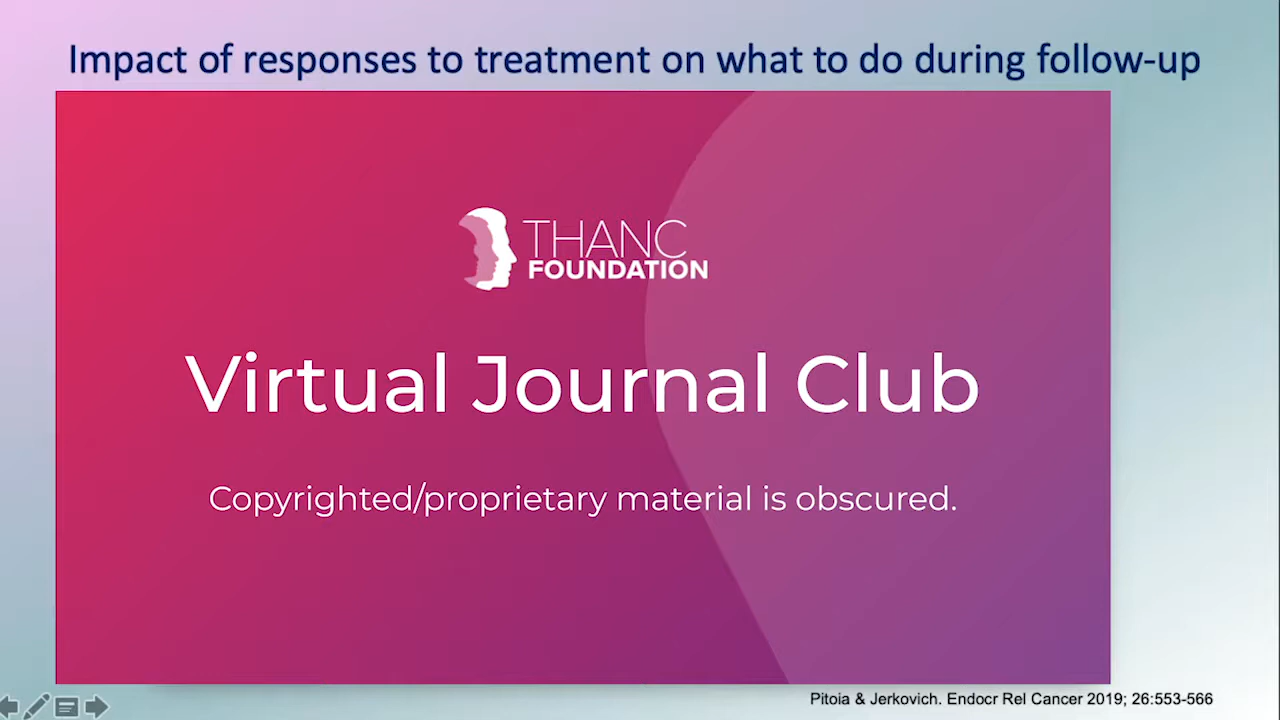 Impact of responses to treatment on what to do during follow-up
THANC
FOUNDATION
Virtual Journal Club
Copyrighted/proprietary material is obscured.
Pitoia & Jerkovich. Endocr Rel Cancer 2019; 26:553-566